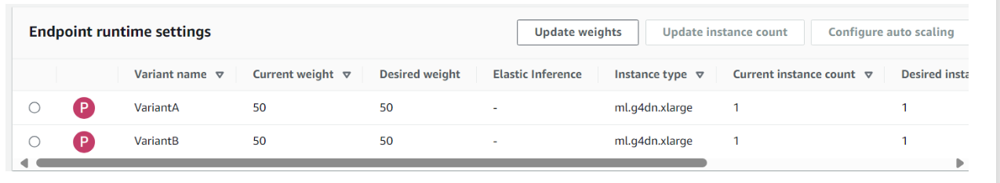 Endpoint runtime settings
Update weights
Update instance count
Configure auto scaling
Variant name Current weight Desired weight Elastic Inference Instance type Current instance count Desired insta
P VariantA 50 50 - ml.g4dn.xlarge 1 1
P VariantB 50 50 - ml.g4dn.xlarge 1 1